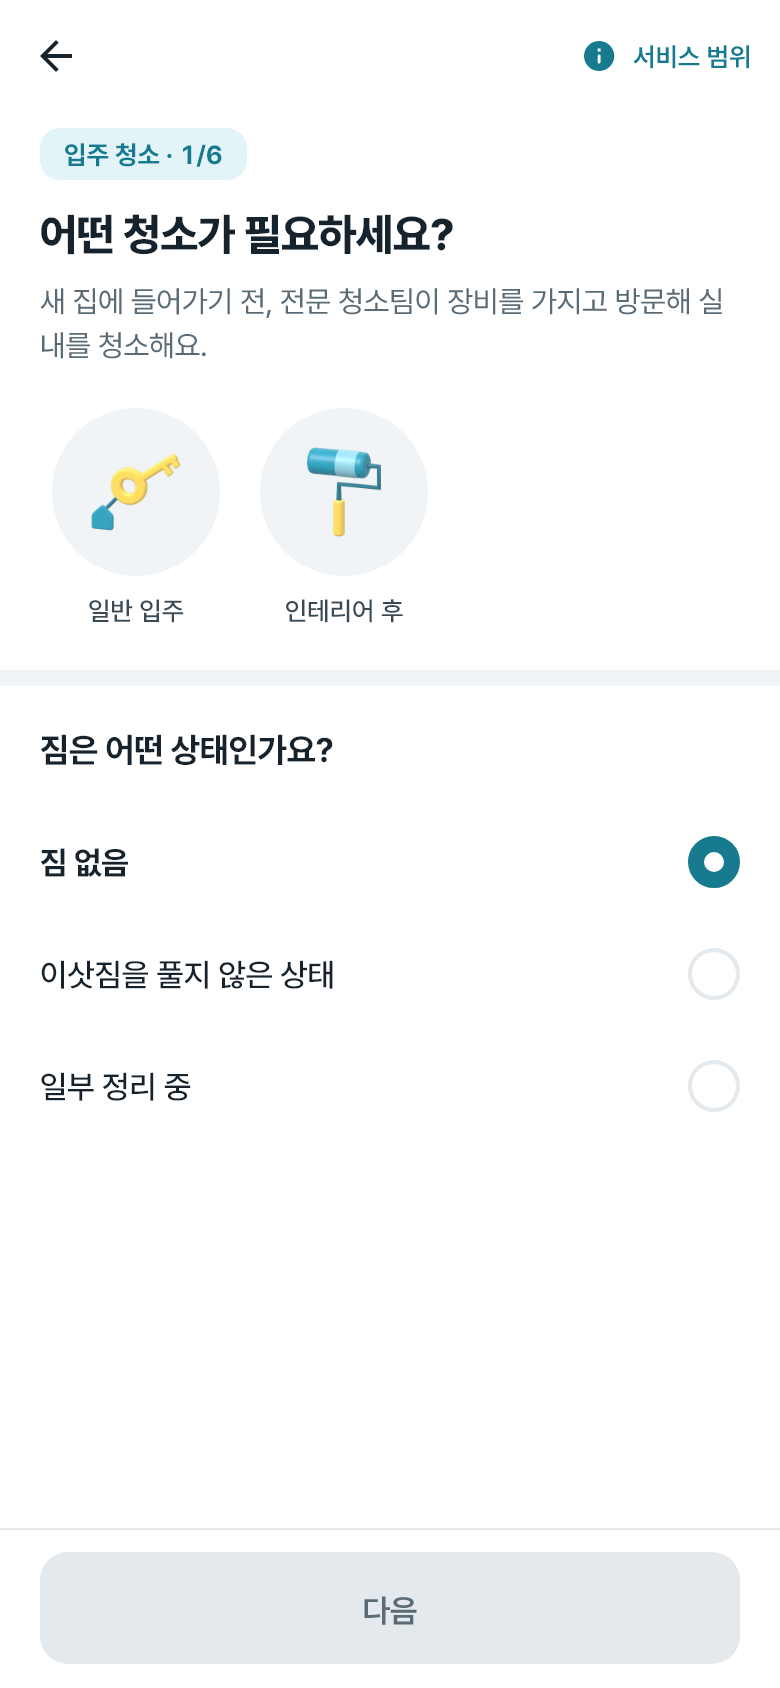 서비스 범위
입주 청소 · 1/6
어떤 청소가 필요하세요?
새 집에 들어가기 전, 전문 청소팀이 장비를 가지고 방문해 실
내를 청소해요.
일반 입주
인테리어 후
짐은 어떤 상태인가요?
짐 없음
이삿짐을 풀지 않은 상태
일부 정리 중
다음